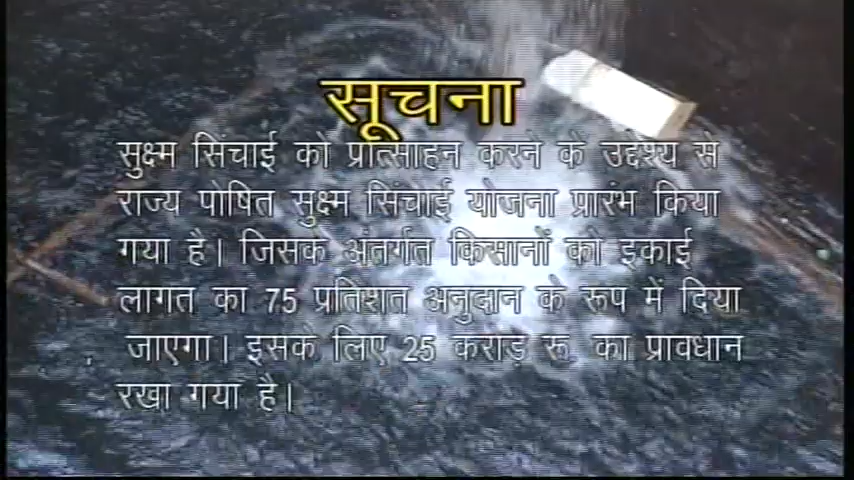 सूचना
सुक्ष्म सिंचाई को प्रोत्साहन करने के उद्देश्य से
राज्य पोषित सुक्ष्म सिंचाई योजना प्रारंभ किया
गया है। जिसके अंतर्गत किसानों को इकाई
लागत का 75 प्रतिशत अनुदान के रूप में दिया
जाएगा। इसके लिए 25 करोड़ रू. का प्रावधान
रखा गया है।